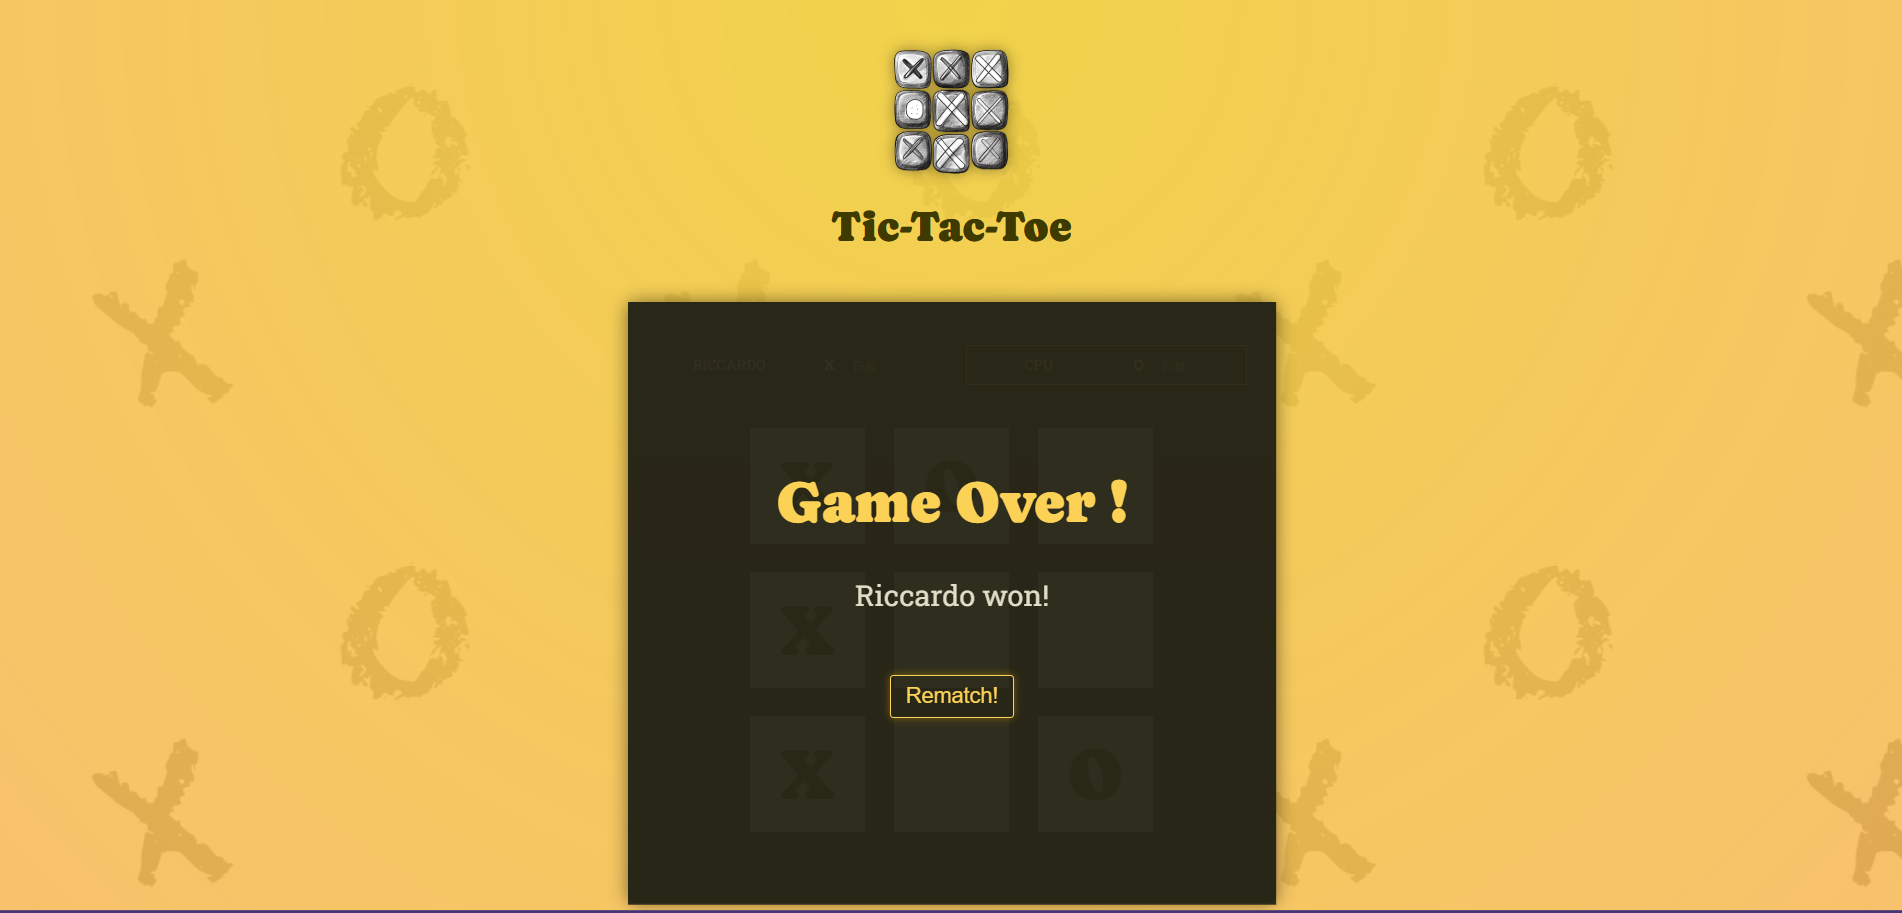 Tic-Tac-Toe
RICCARDO X Edit CPU O Edit
X O
Game Over !
Riccardo won!
X
Rematch!
X O